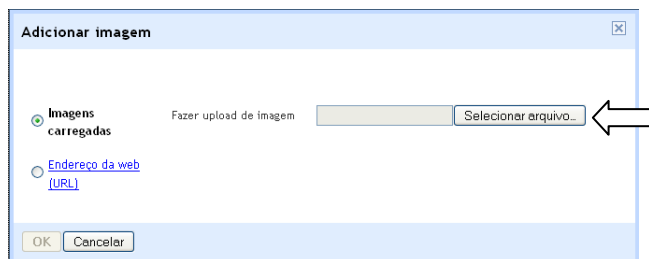 Adicionar imagem
Imagens carregadas
Fazer upload de imagem
Selecionar arquivo...
Endereço da web
(URL)
OK
Cancelar